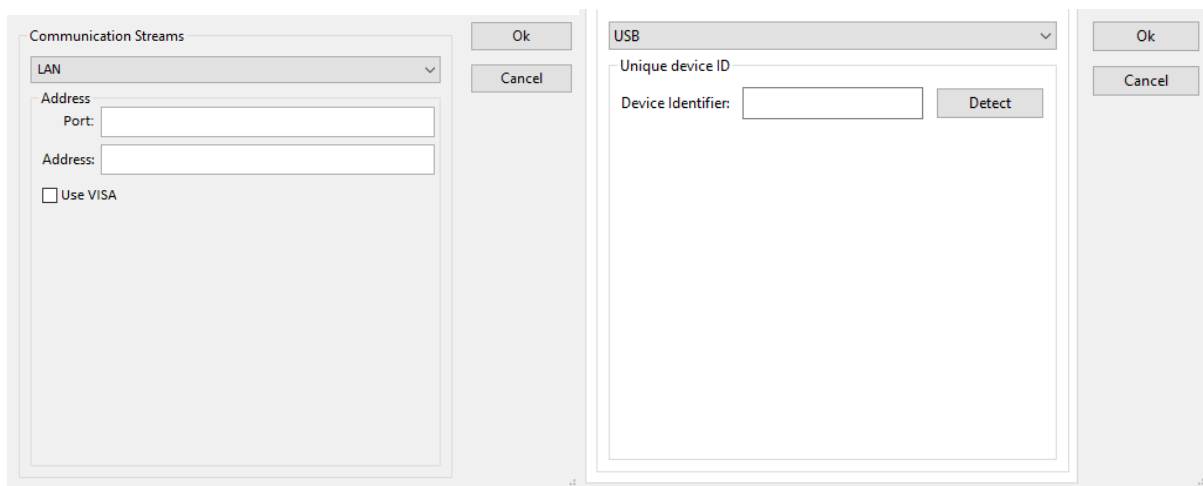 Communication Streams
Ok
LAN
Cancel
Address
Port:
Address:
Use VISA
USB
Ok
Unique device ID
Cancel
Device Identifier:
Detect